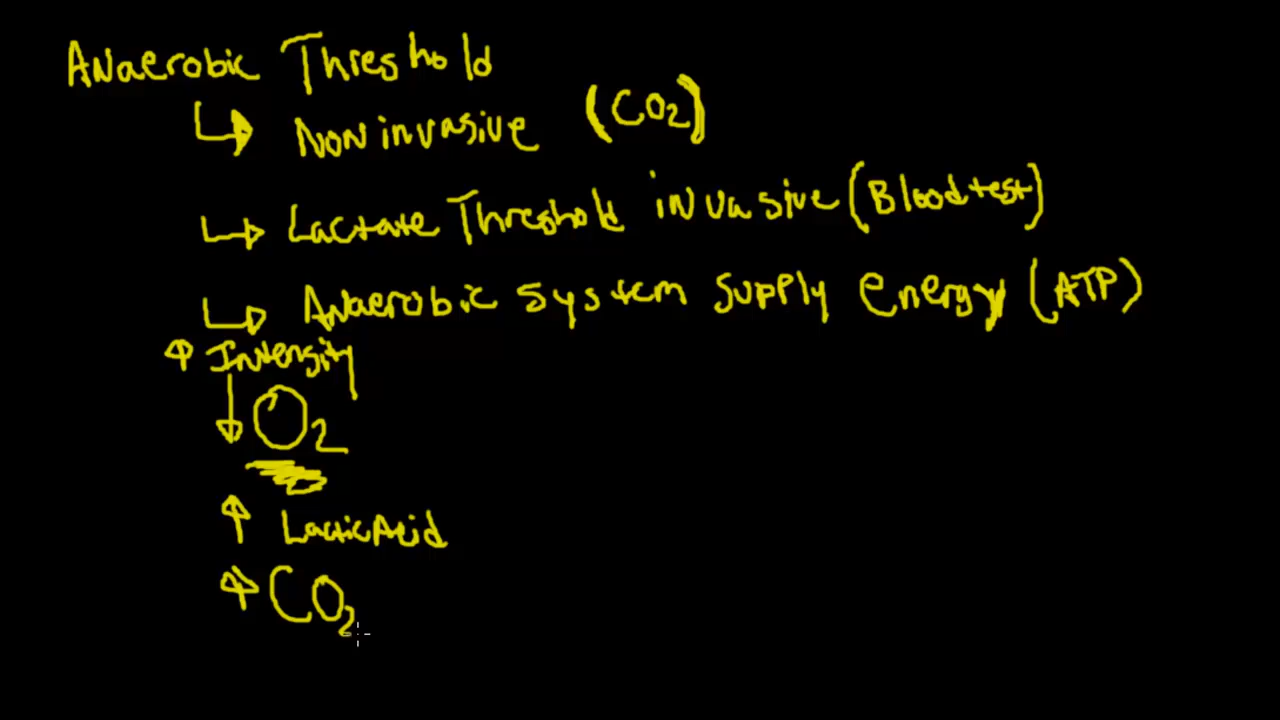 Anaerobic Threshold
↳ Noninvasive (CO2)
↳ Lactate Threshold invasive (Blood test)
↳ Anaerobic System supply energy (ATP)
↑ Intensity
↓ O2
↑ Lactic Acid
↑ CO2